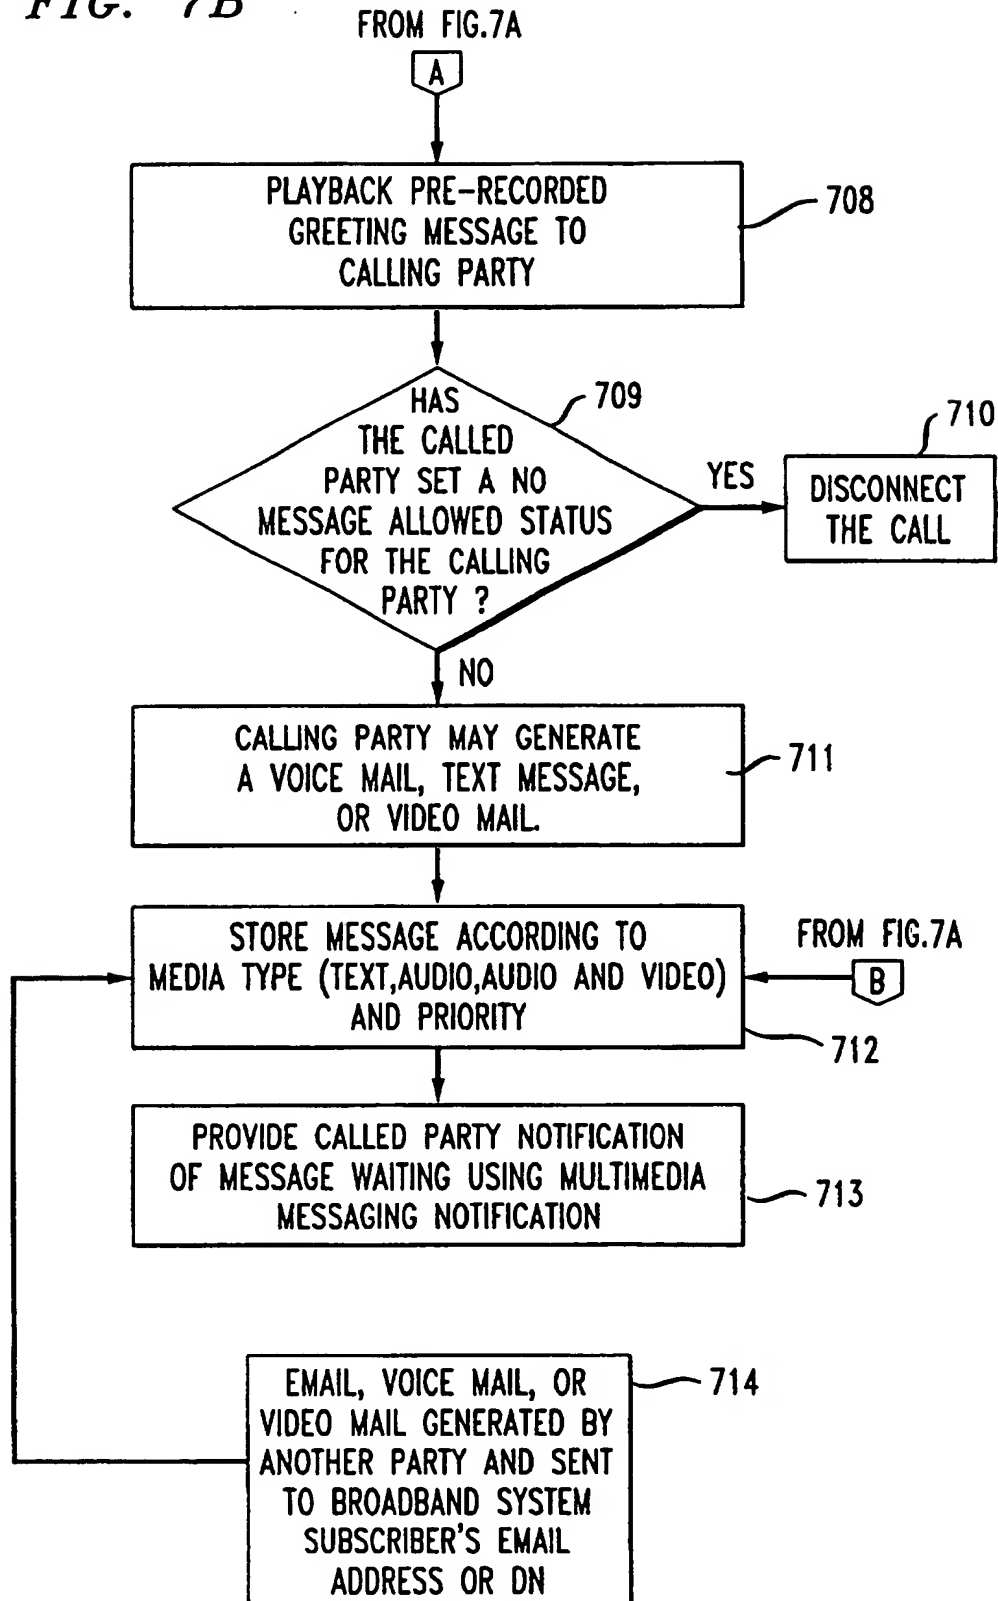 FIG. 7B
FROM FIG.7A
A
PLAYBACK PRE-RECORDED
GREETING MESSAGE TO
CALLING PARTY
708
HAS
THE CALLED
PARTY SET A NO
MESSAGE ALLOWED STATUS
FOR THE CALLING
PARTY ?
709
YES
710
DISCONNECT
THE CALL
NO
CALLING PARTY MAY GENERATE
A VOICE MAIL, TEXT MESSAGE,
OR VIDEO MAIL.
711
STORE MESSAGE ACCORDING TO
MEDIA TYPE (TEXT,AUDIO,AUDIO AND VIDEO)
AND PRIORITY
FROM FIG.7A
B
712
PROVIDE CALLED PARTY NOTIFICATION
OF MESSAGE WAITING USING MULTIMEDIA
MESSAGING NOTIFICATION
713
EMAIL, VOICE MAIL, OR
VIDEO MAIL GENERATED BY
ANOTHER PARTY AND SENT
TO BROADBAND SYSTEM
SUBSCRIBER'S EMAIL
ADDRESS OR DN
714